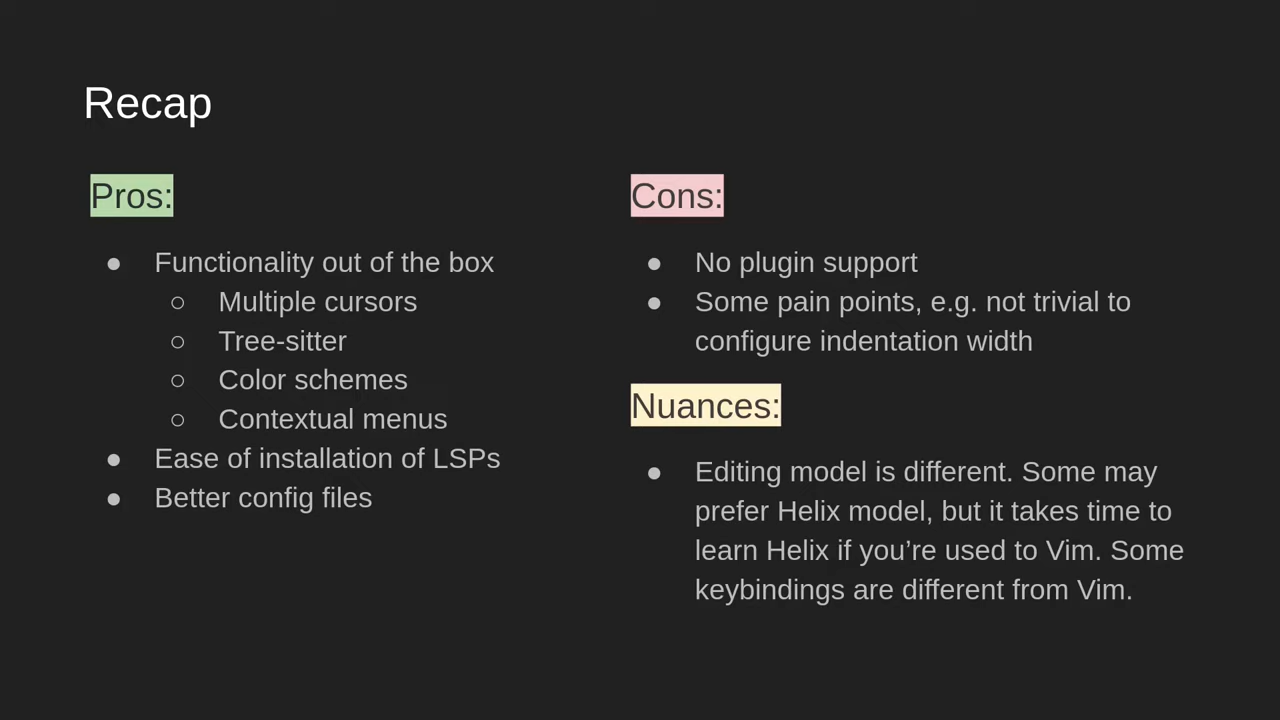 Recap
Pros:
● Functionality out of the box
○ Multiple cursors
○ Tree-sitter
○ Color schemes
○ Contextual menus
● Ease of installation of LSPs
● Better config files
Cons:
● No plugin support
● Some pain points, e.g. not trivial to
configure indentation width
Nuances:
● Editing model is different. Some may
prefer Helix model, but it takes time to
learn Helix if you’re used to Vim. Some
keybindings are different from Vim.